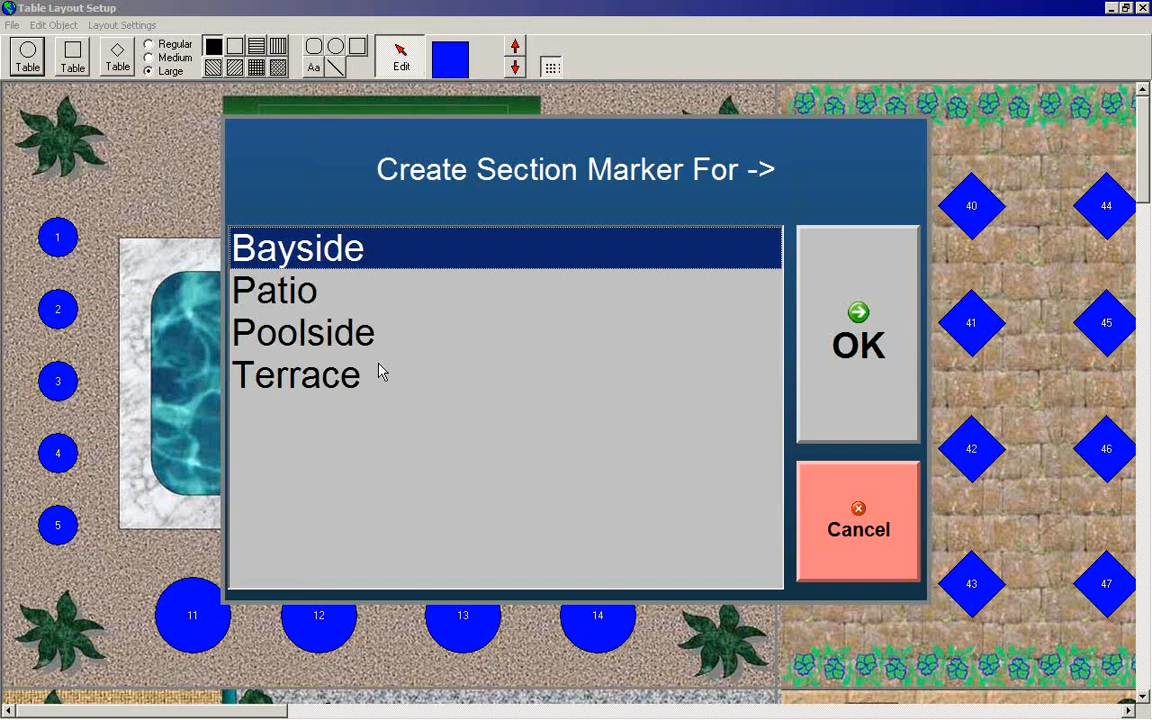 Table Layout Setup
File Edit Object Layout Settings
Table Table Table
Regular
Medium
Large
Aa
Edit
Create Section Marker For ->
Bayside
Patio
Poolside
Terrace
OK
Cancel
1
2
3
4
5
11 12 13 14
40 44
41 45
42 46
43 47